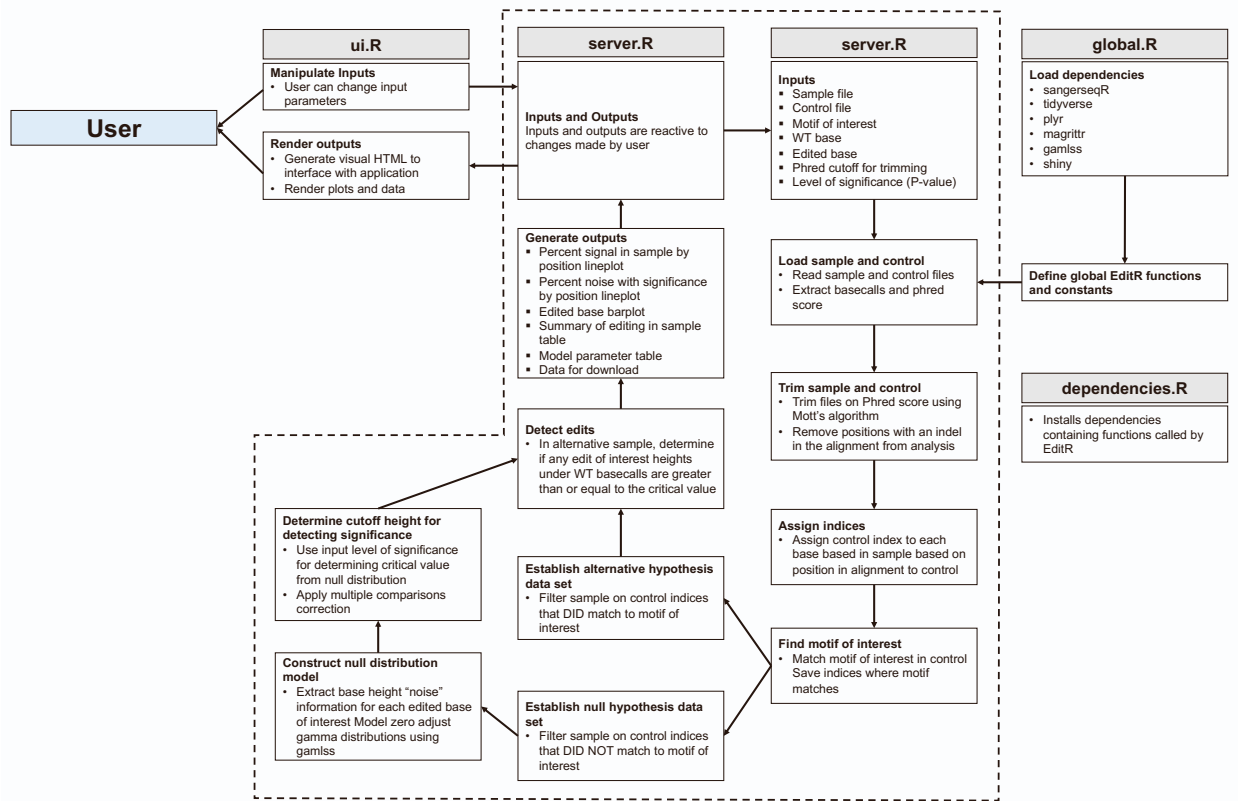 User
ui.R
Manipulate Inputs
• User can change input
parameters
Render outputs
• Generate visual HTML to
interface with application
• Render plots and data
server.R
Inputs and Outputs
Inputs and outputs are reactive to
changes made by user
Generate outputs
▪ Percent signal in sample by
position lineplot
▪ Percent noise with significance
by position lineplot
▪ Edited base barplot
▪ Summary of editing in sample
table
▪ Model parameter table
▪ Data for download
Detect edits
• In alternative sample, determine
if any edit of interest heights
under WT basecalls are greater
than or equal to the critical value
Determine cutoff height for
detecting significance
• Use input level of significance
for determining critical value
from null distribution
• Apply multiple comparisons
correction
Construct null distribution
model
• Extract base height “noise”
information for each edited base
of interest Model zero adjust
gamma distributions using
gamlss
Establish alternative hypothesis
data set
• Filter sample on control indices
that DID match to motif of
interest
Establish null hypothesis data
set
• Filter sample on control indices
that DID NOT match to motif of
interest
server.R
Inputs
▪ Sample file
▪ Control file
▪ Motif of interest
▪ WT base
▪ Edited base
▪ Phred cutoff for trimming
▪ Level of significance (P-value)
Load sample and control
• Read sample and control files
• Extract basecalls and phred
score
Trim sample and control
• Trim files on Phred score using
Mott’s algorithm
• Remove positions with an indel
in the alignment from analysis
Assign indices
• Assign control index to each
base based in sample based on
position in alignment to control
Find motif of interest
• Match motif of interest in control
Save indices where motif
matches
global.R
Load dependencies
• sangerseqR
• tidyverse
• plyr
• magrittr
• gamlss
• shiny
Define global EditR functions
and constants
dependencies.R
• Installs dependencies
containing functions called by
EditR